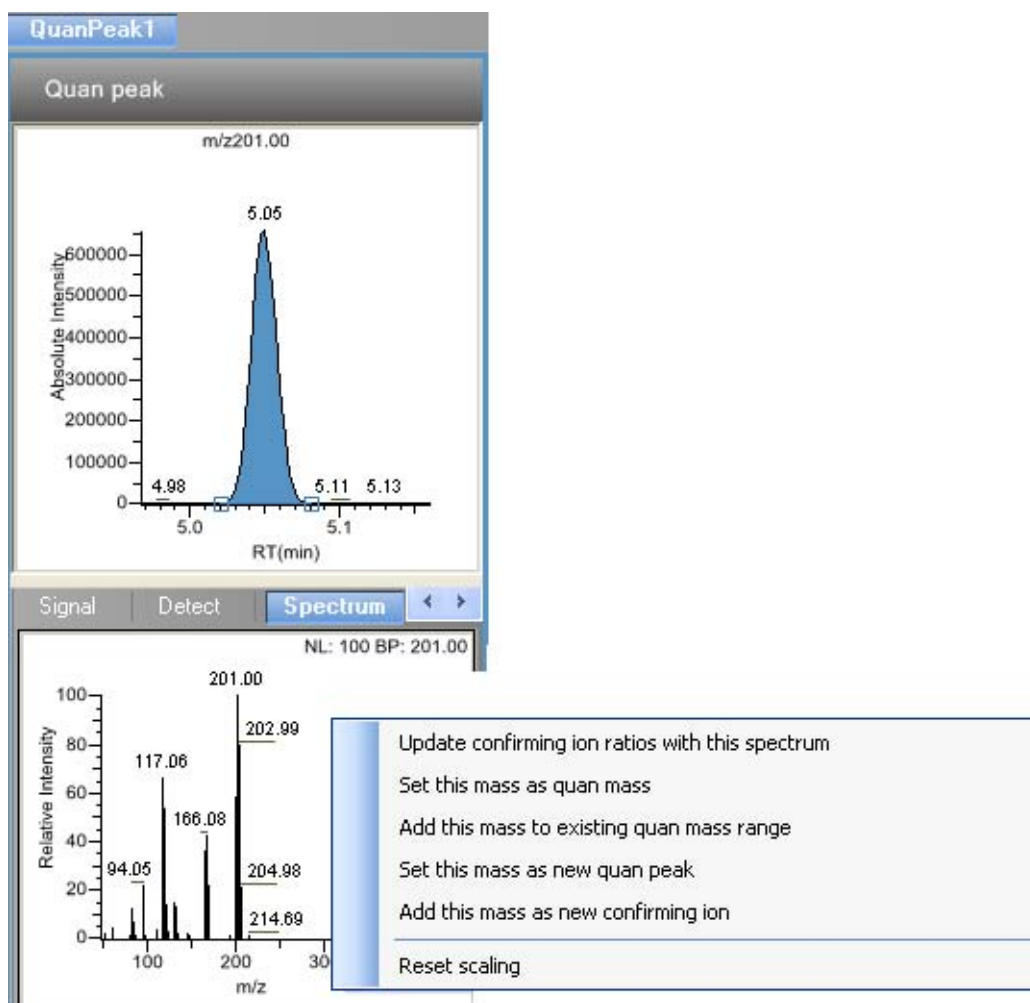 QuanPeak1
Quan peak
m/z201.00
5.05
Absolute Intensity
600000
500000
400000
300000
200000
100000
0
4.98
5.11
5.13
5.0
5.1
RT(min)
Signal Detect Spectrum
NL: 100 BP: 201.00
201.00
202.99
117.06
166.08
94.05
204.98
214.69
Relative Intensity
100
80
60
40
20
0
100
200
30
m/z
Update confirming ion ratios with this spectrum
Set this mass as quan mass
Add this mass to existing quan mass range
Set this mass as new quan peak
Add this mass as new confirming ion
Reset scaling